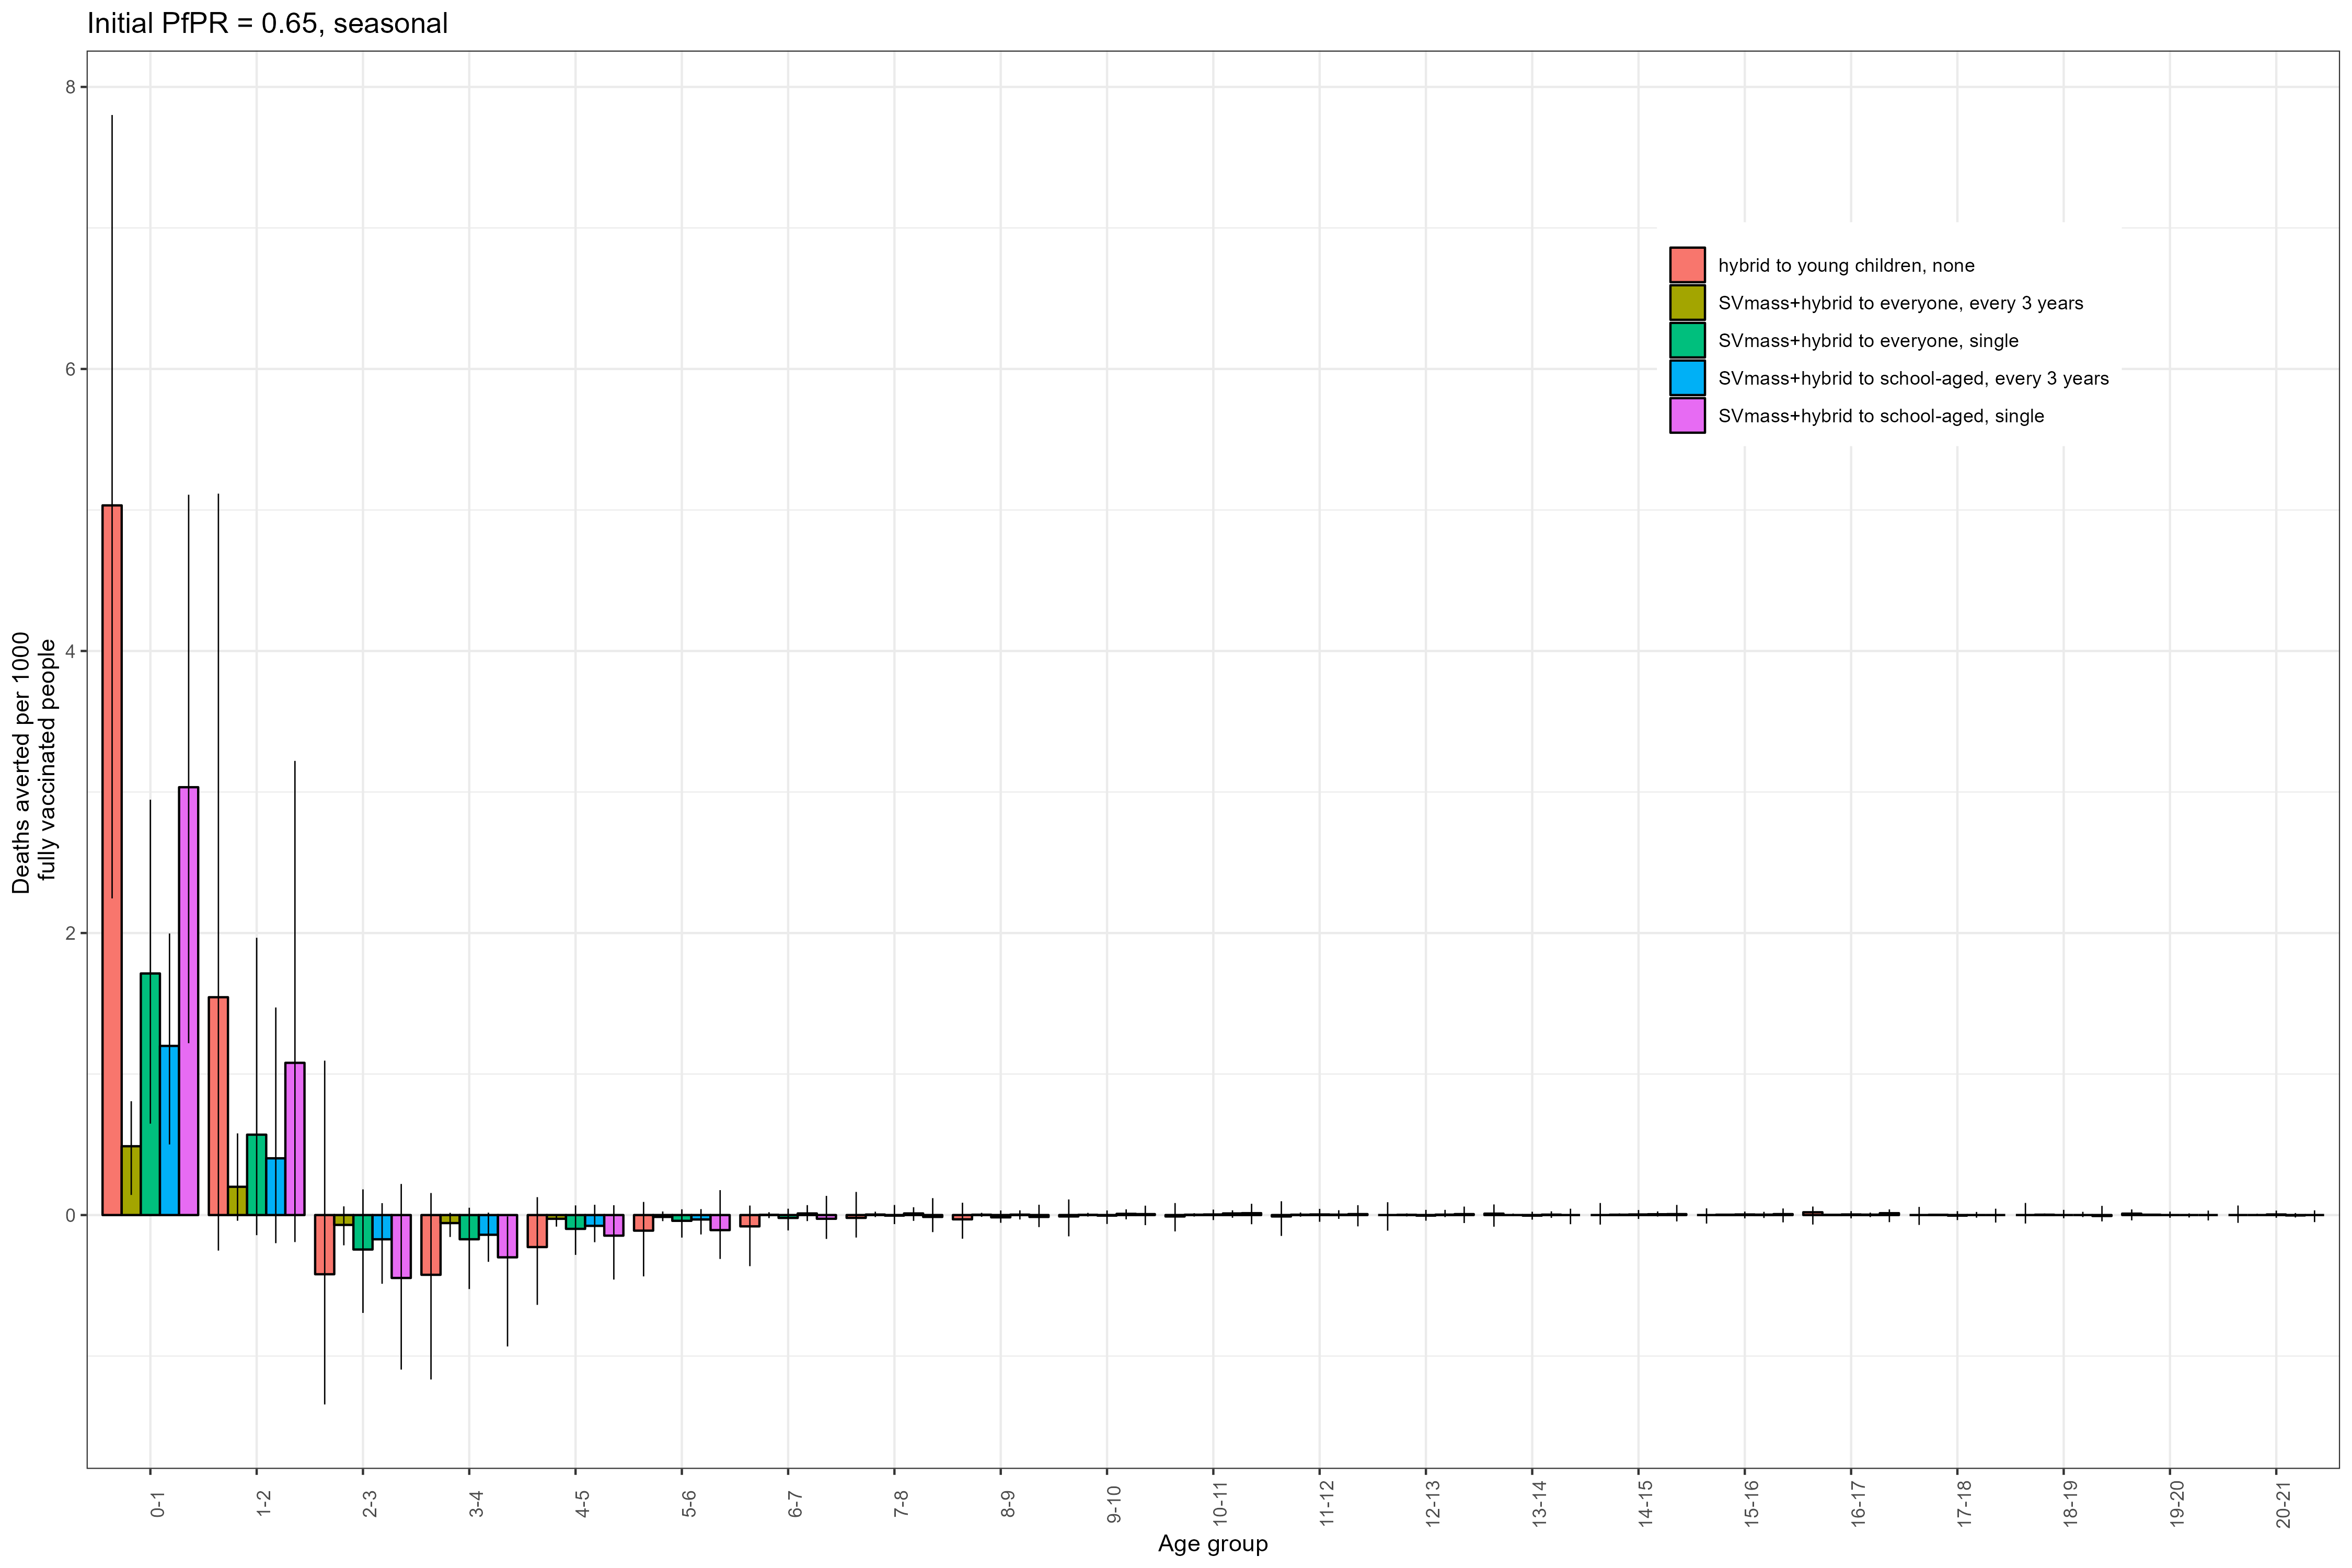 Initial PfPR = 0.65, seasonal
8
6
4
2
0
Deaths averted per 1000
fully vaccinated people
hybrid to young children, none
SVmass+hybrid to everyone, every 3 years
SVmass+hybrid to everyone, single
SVmass+hybrid to school-aged, every 3 years
SVmass+hybrid to school-aged, single
0-1
1-2
2-3
3-4
4-5
5-6
6-7
7-8
8-9
9-10
10-11
11-12
12-13
13-14
14-15
15-16
16-17
17-18
18-19
19-20
20-21
Age group